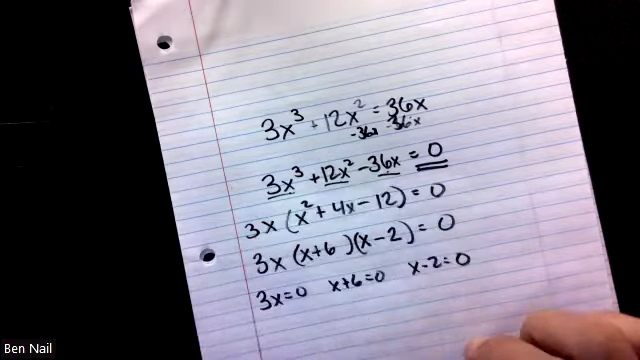 3x³ + 12x² = 36x
-36x -36x
3x³ + 12x² - 36x = 0
3x (x² + 4x - 12) = 0
3x (x+6)(x-2) = 0
3x=0 x+6=0 x-2=0
Ben Nail